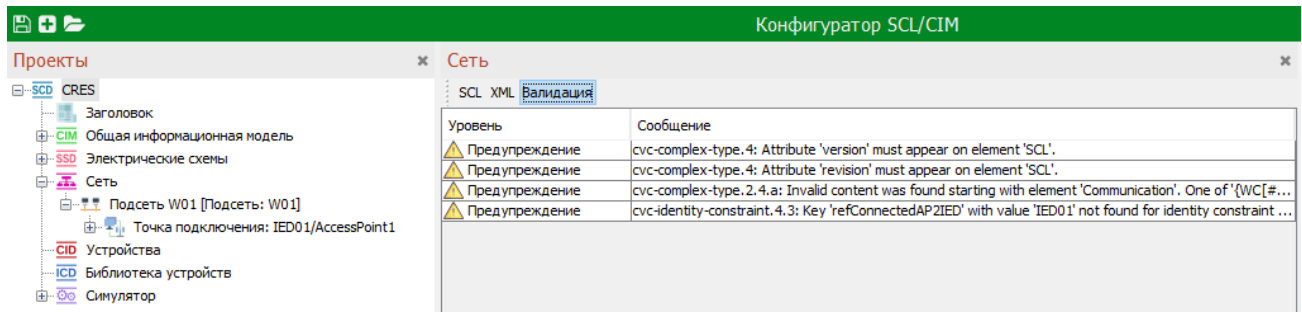 Конфигуратор SCL/CIM
Проекты
SCD CRES
Заголовок
CIM Общая информационная модель
SSD Электрические схемы
Сеть
Подсеть W01 [Подсеть: W01]
Точка подключения: IED01/AccessPoint1
CID Устройства
ICD Библиотека устройств
Симулятор
Сеть
SCL XML Валидация
Уровень Сообщение
Предупреждение cvc-complex-type.4: Attribute 'version' must appear on element 'SCL'.
Предупреждение cvc-complex-type.4: Attribute 'revision' must appear on element 'SCL'.
Предупреждение cvc-complex-type.2.4.a: Invalid content was found starting with element 'Communication'. One of '{WC[#...
Предупреждение cvc-identity-constraint.4.3: Key 'refConnectedAP2IED' with value 'IED01' not found for identity constraint ...